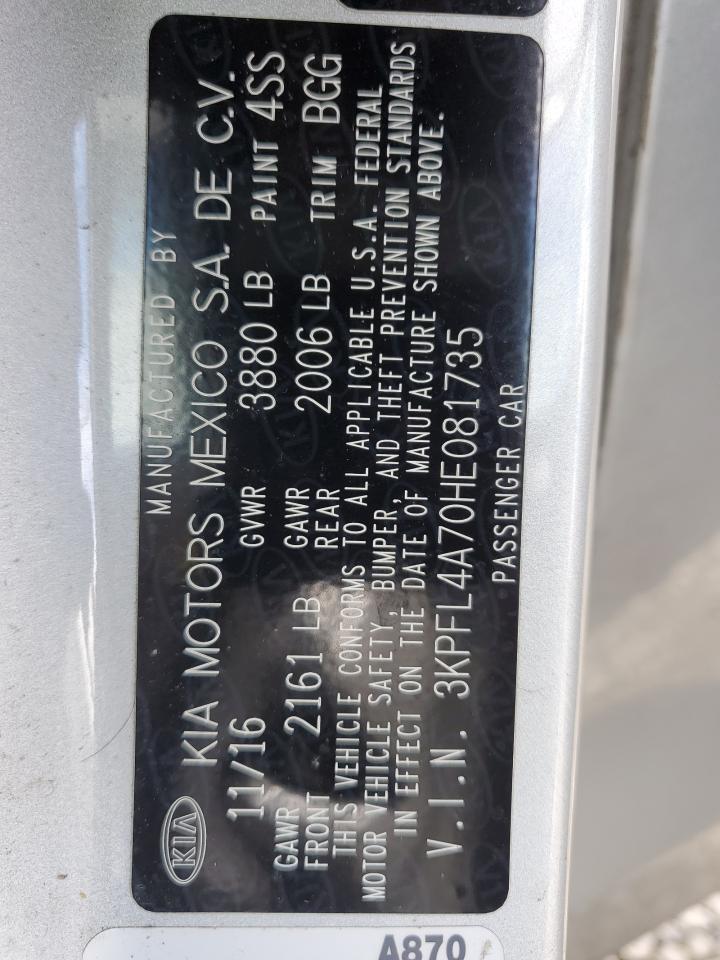 MANUFACTURED BY
KIA KIA MOTORS MEXICO S.A. DE C.V.
11/16 GVWR 3880 LB PAINT 4SS
GAWR FRONT 2161 LB GAWR REAR 2006 LB TRIM BGG
THIS VEHICLE CONFORMS TO ALL APPLICABLE U.S.A. FEDERAL
MOTOR VEHICLE SAFETY, BUMPER, AND THEFT PREVENTION STANDARDS
IN EFFECT ON THE DATE OF MANUFACTURE SHOWN ABOVE.
V.I.N. 3KPFL4A70HE081735
PASSENGER CAR
A870